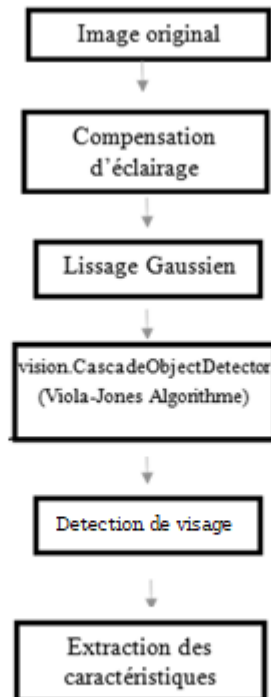 Image original
Compensation
d'éclairage
Lissage Gaussien
vision.CascadeObjectDetector
(Viola-Jones Algorithme)
Detection de visage
Extraction des
caractéristiques